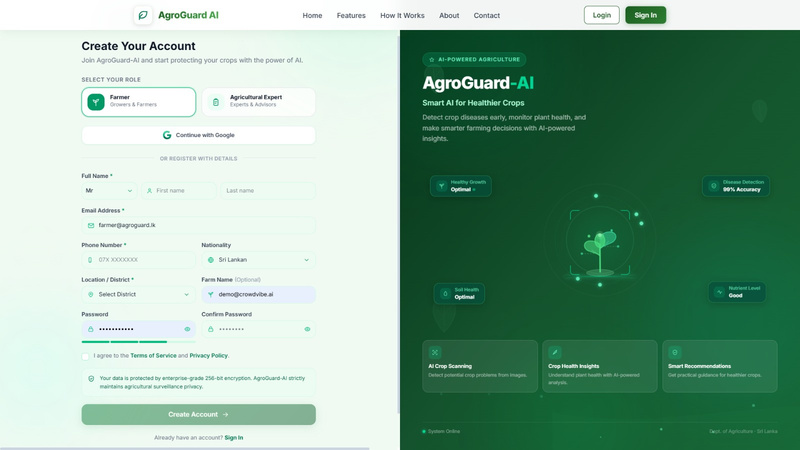 AgroGuard AI
Home
Features
How It Works
About
Contact
Login
Sign In
Create Your Account
Join AgroGuard-AI and start protecting your crops with the power of AI.
SELECT YOUR ROLE
Farmer
Growers & Farmers
Agricultural Expert
Experts & Advisors
Continue with Google
OR REGISTER WITH DETAILS
Full Name *
Mr
First name
Last name
Email Address *
farmer@agroguard.lk
Phone Number *
Nationality
07X XXXXXXX
Sri Lankan
Location / District *
Farm Name (Optional)
Select District
demo@crowdvibe.ai
Password
Confirm Password
I agree to the Terms of Service and Privacy Policy.
Your data is protected by enterprise-grade 256-bit encryption. AgroGuard-AI strictly
maintains agricultural surveillance privacy.
Create Account →
Already have an account? Sign In
AI-POWERED AGRICULTURE
AgroGuard-AI
Smart AI for Healthier Crops
Detect crop diseases early, monitor plant health, and
make smarter farming decisions with AI-powered
insights.
Healthy Growth
Optimal
Disease Detection
99% Accuracy
Soil Health
Optimal
Nutrient Level
Good
AI Crop Scanning
Detect potential crop problems from images.
Crop Health Insights
Understand plant health with AI-powered
analysis.
Smart Recommendations
Get practical guidance for healthier crops.
System Online
Dept. of Agriculture · Sri Lanka